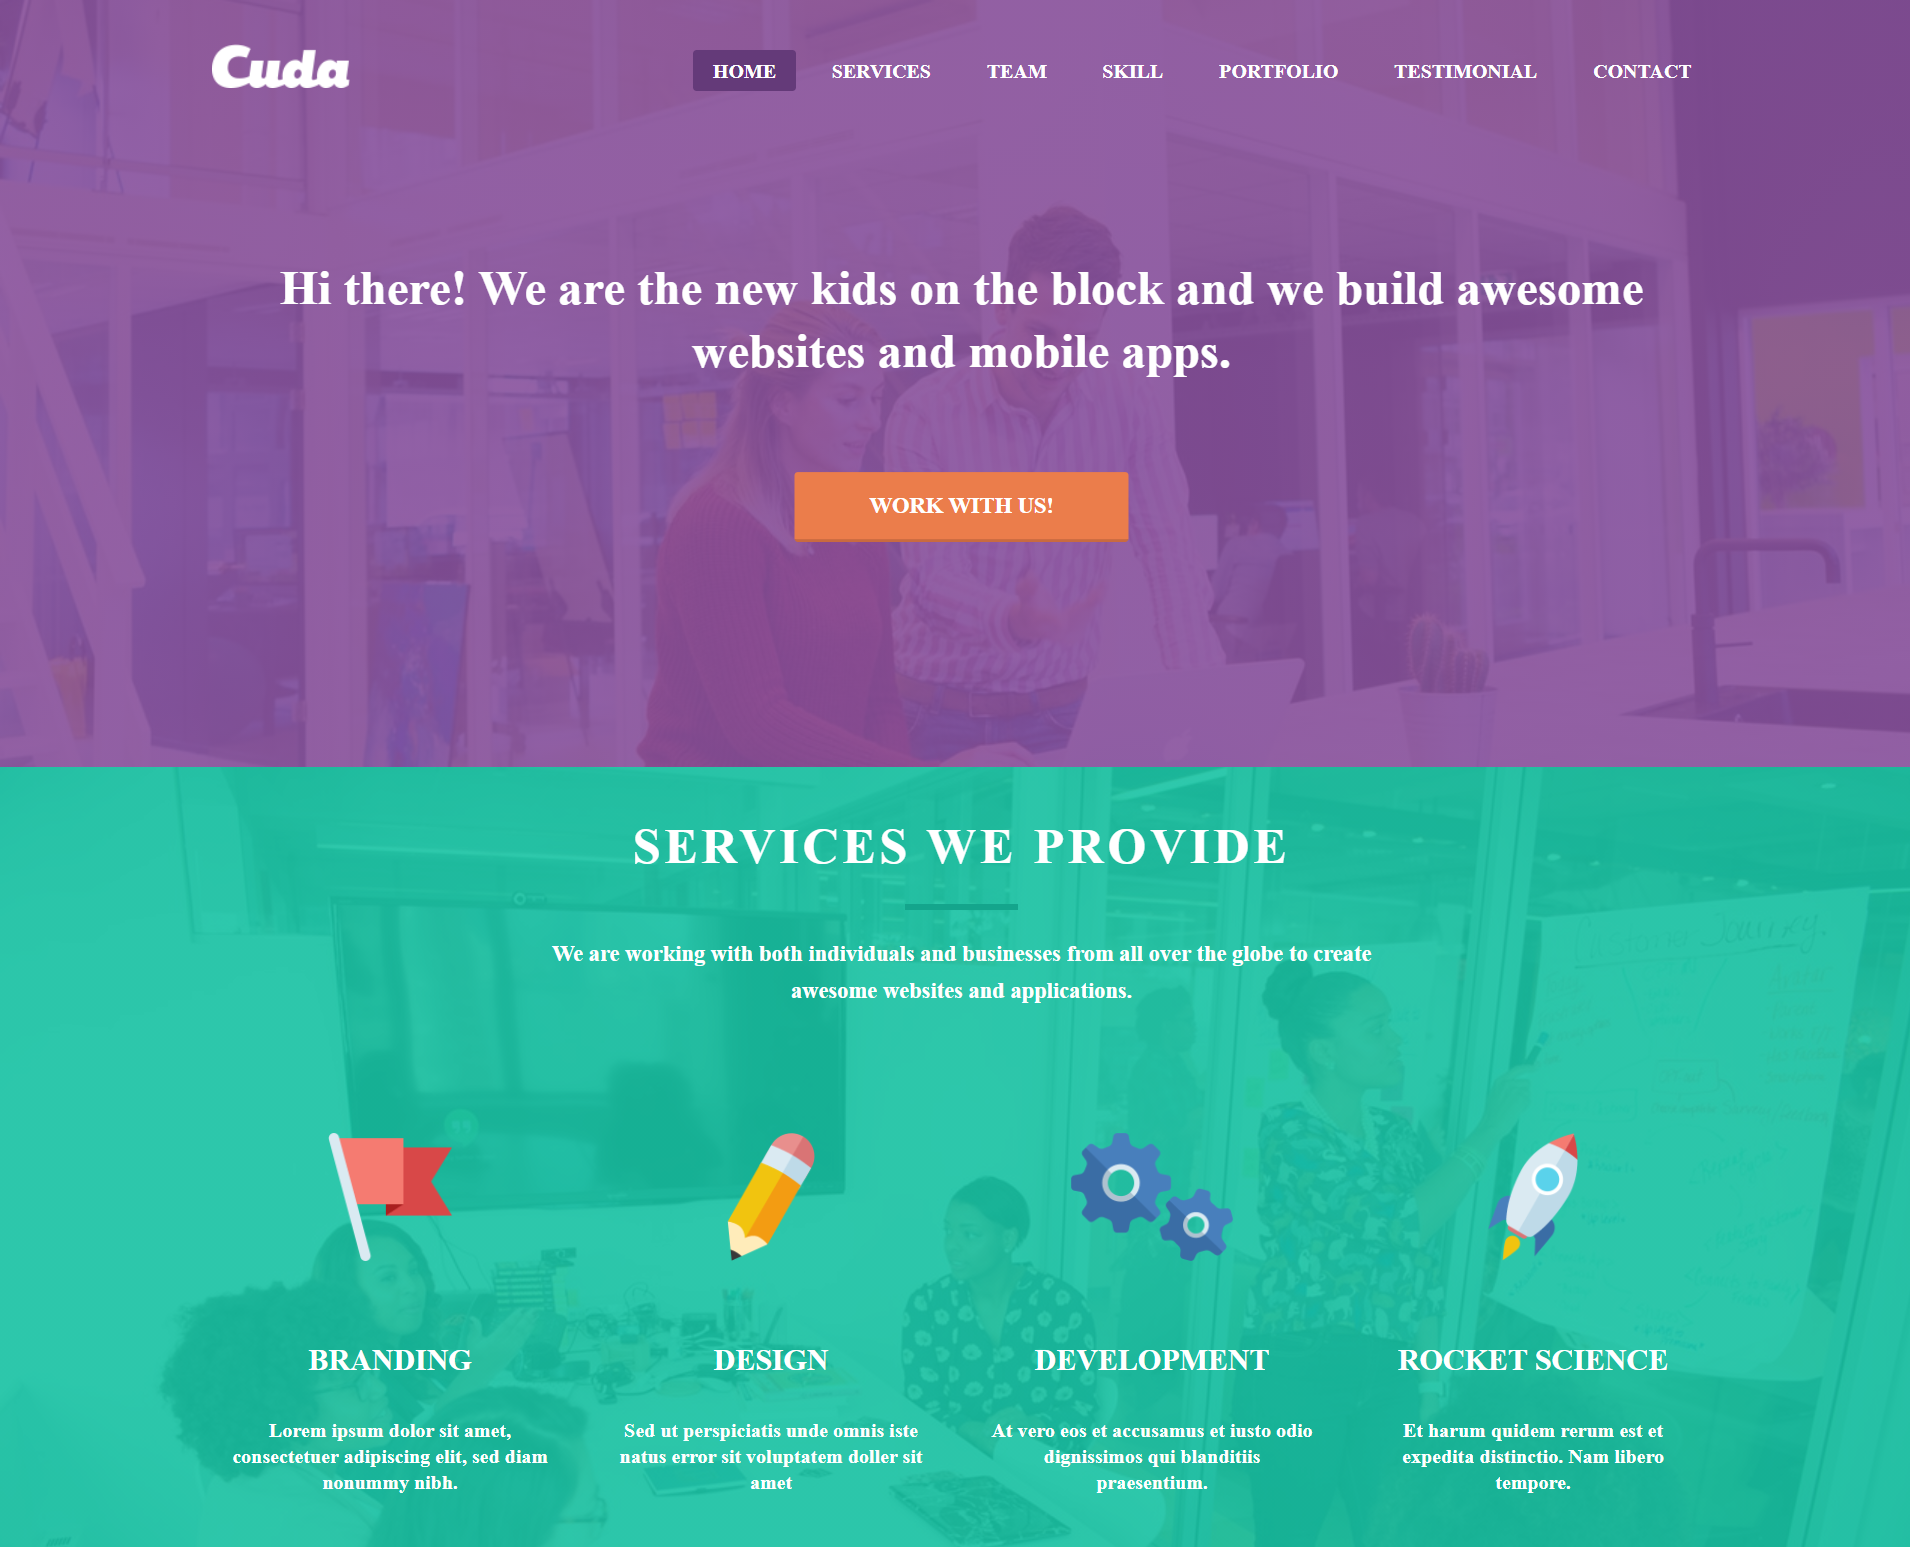 Cuda
HOME SERVICES TEAM SKILL PORTFOLIO TESTIMONIAL CONTACT
Hi there! We are the new kids on the block and we build awesome
websites and mobile apps.
WORK WITH US!
SERVICES WE PROVIDE
We are working with both individuals and businesses from all over the globe to create
awesome websites and applications.
BRANDING
Lorem ipsum dolor sit amet,
consectetuer adipiscing elit, sed diam
nonummy nibh.
DESIGN
Sed ut perspiciatis unde omnis iste
natus error sit voluptatem doller sit
amet
DEVELOPMENT
At vero eos et accusamus et iusto odio
dignissimos qui blanditiis
praesentium.
ROCKET SCIENCE
Et harum quidem rerum est et
expedita distinctio. Nam libero
tempore.